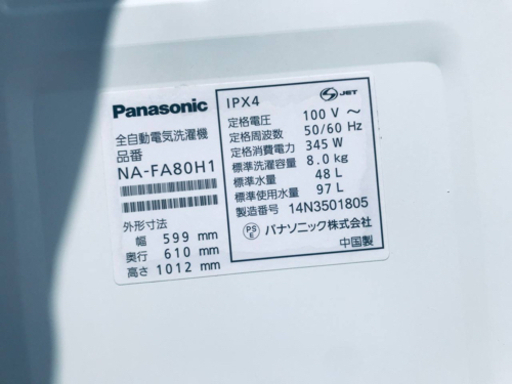 Panasonic
全自動電気洗濯機
品番
NA-FA80H1
外形寸法
幅 599 mm
奥行 610 mm
高さ 1012 mm
IPX4
JET
定格電圧 100 V ~
定格周波数 50/60 Hz
定格消費電力 345 W
標準洗濯容量 8.0 kg
標準水量 48 L
標準使用水量 97 L
製造番号 14N3501805
PS E パナソニック株式会社
中国製